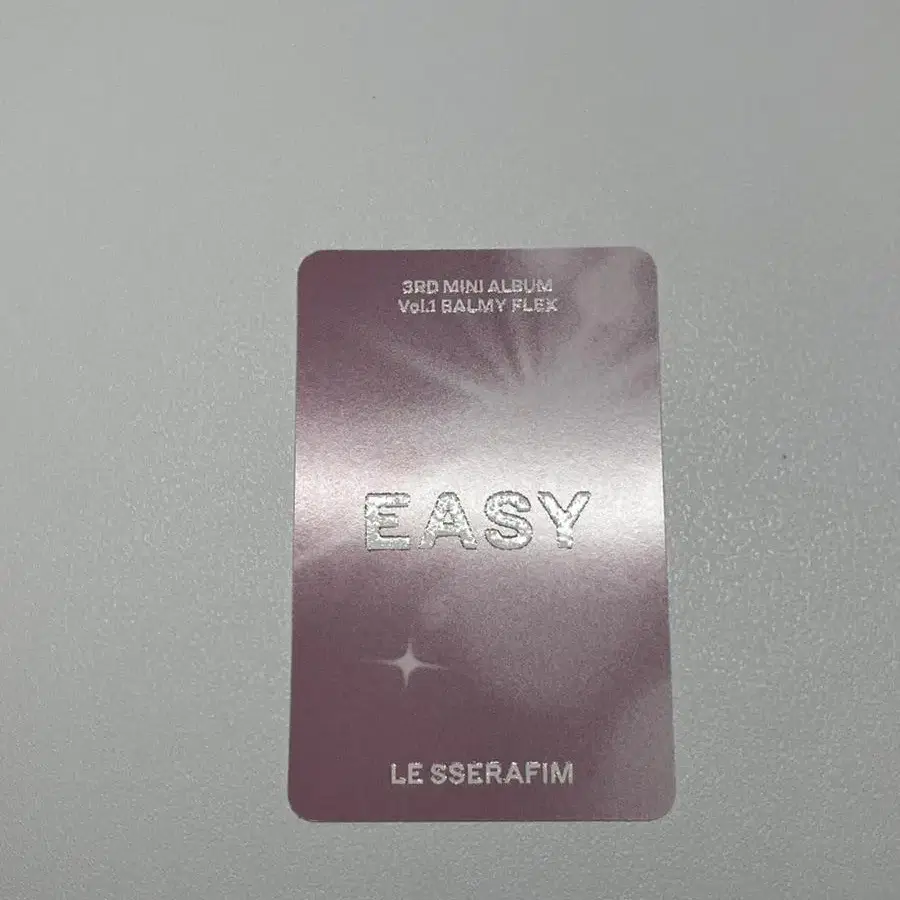 3RD MINI ALBUM
Vol.1 BALMY FLEX
EASY
LE SSERAFIM